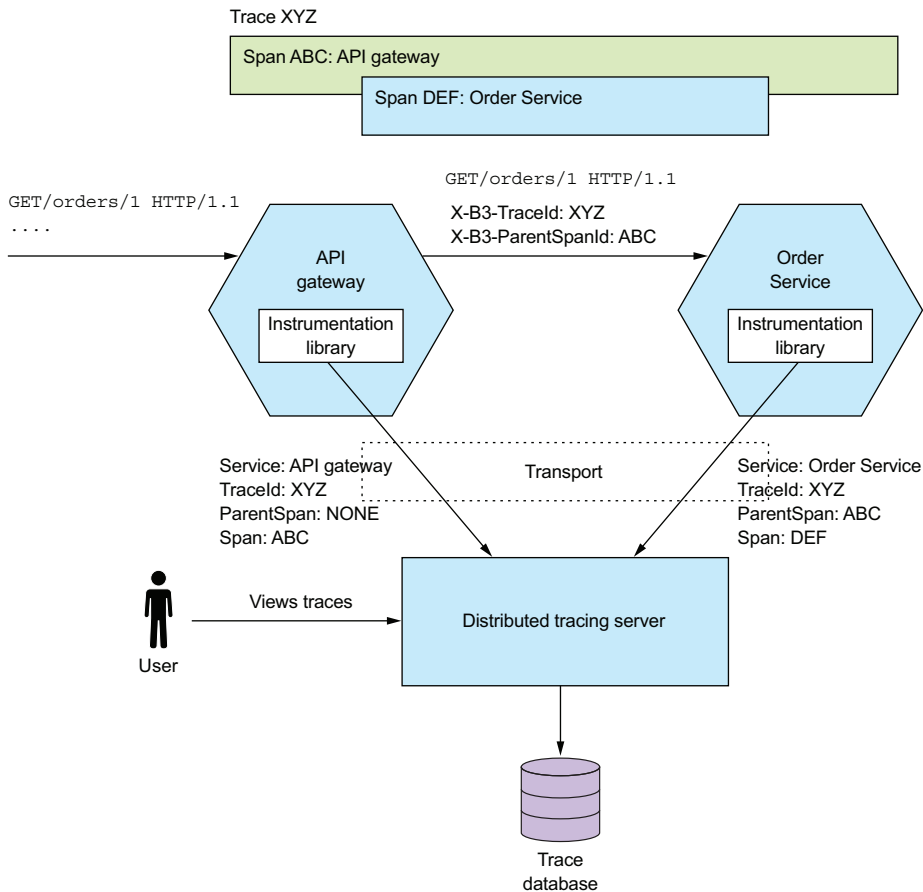 Trace XYZ
Span ABC: API gateway
Span DEF: Order Service
GET/orders/1 HTTP/1.1
....
GET/orders/1 HTTP/1.1
X-B3-TraceId: XYZ
X-B3-ParentSpanId: ABC
API
gateway
Instrumentation
library
Order
Service
Instrumentation
library
Service: API gateway
TraceId: XYZ
ParentSpan: NONE
Span: ABC
Transport
Service: Order Service
TraceId: XYZ
ParentSpan: ABC
Span: DEF
Views traces
User
Distributed tracing server
Trace
database